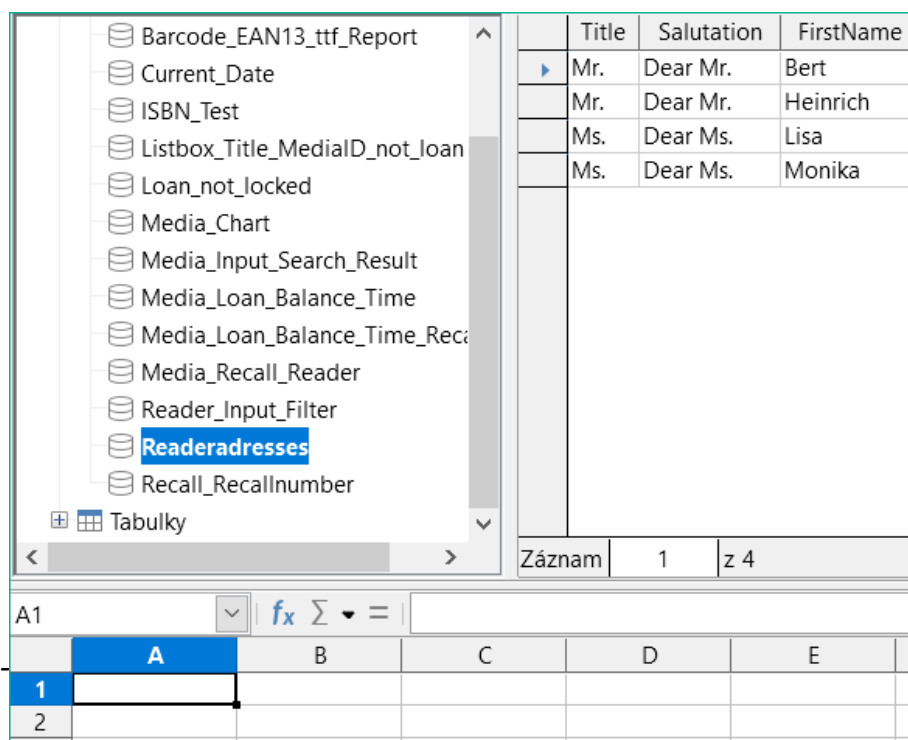 Barcode_EAN13_ttf_Report
Current_Date
ISBN_Test
Listbox_Title_MediaID_not_loan
Loan_not_locked
Media_Chart
Media_Input_Search_Result
Media_Loan_Balance_Time
Media_Loan_Balance_Time_Reca
Media_Recall_Reader
Reader_Input_Filter
Readeradresses
Recall_Recallnumber
Tabulky
Title Salutation FirstName
Mr. Dear Mr. Bert
Mr. Dear Mr. Heinrich
Ms. Dear Ms. Lisa
Ms. Dear Ms. Monika
Záznam 1 z 4
A1 fx Σ =
A B C D E
1
2